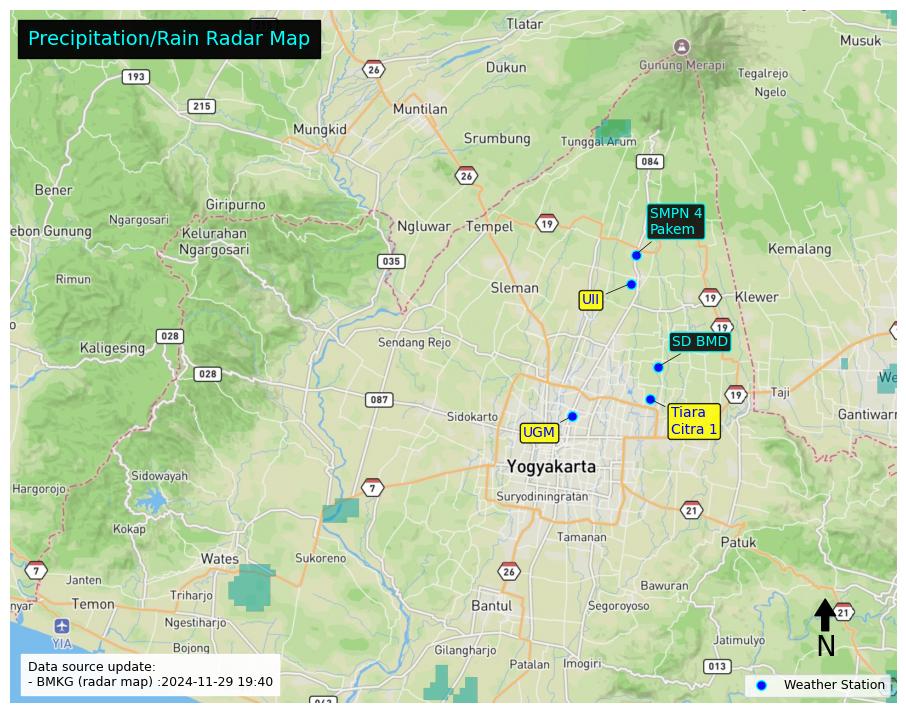 Precipitation/Rain Radar Map
Tlatar
Musuk
26
193
Dukun
Gunung Merapi
Tegalrejo
Ngelo
215
Muntilan
Mungkid
Srumbung
Tunggal Arum
084
26
Bener
Giripurno
SMPN 4
Pakem
Ngargosari
ebon Gunung
Kelurahan
Ngargosari
Ngluwar
Tempel
19
Kemalang
035
Rimun
Sleman
UII
19
Klewer
19
028
Kaligesing
Sendang Rejo
SD BMD
028
We
087
19
Taji
Sidokarto
Tiara
Citra 1
Gantiwarn
UGM
Yogyakarta
Sidowayah
Hargorojo
7
Suryodiningratan
21
Kokap
Tamanan
Patuk
Wates
Sukoreno
7
Janten
26
Bawuran
Triharjo
nyar
Temon
Bantul
Segoroyoso
21
Ngestiharjo
YIA
Bojong
Jatimulyo
N
Gilangharjo
Patalan
Imogiri
013
Data source update:
- BMKG (radar map) :2024-11-29 19:40
Weather Station